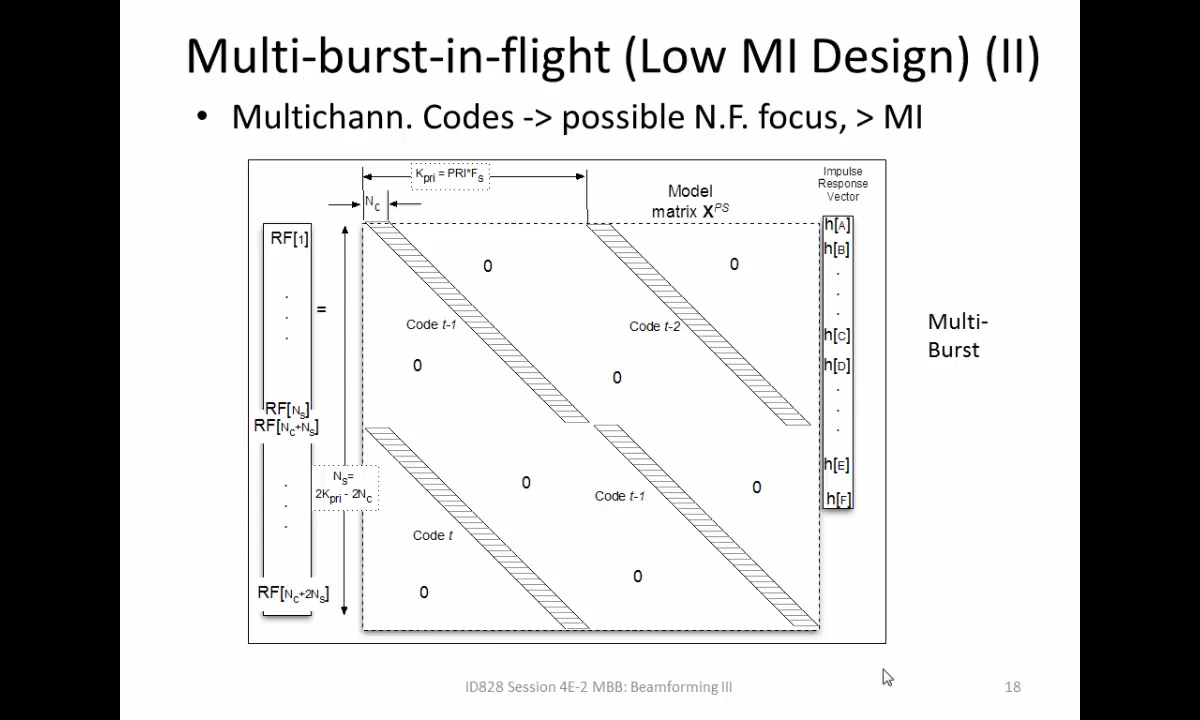 Multi-burst-in-flight (Low MI Design) (II)
• Multichann. Codes -> possible N.F. focus, > MI
Kpri = PRI*Fs
Nc
Model
matrix X^PS
Impulse
Response
Vector
RF[1]
.
.
.
=
RF[Ns]
RF[Nc+Ns]
.
.
.
RF[Nc+2Ns]
Ns=
2Kpri - 2Nc
0
0
Code t-1
Code t-2
0
0
0
0
Code t-1
Code t
0
0
h[A]
h[B]
.
.
.
h[C]
h[D]
.
.
.
h[E]
h[F]
Multi-
Burst
ID828 Session 4E-2 MBB: Beamforming III
18